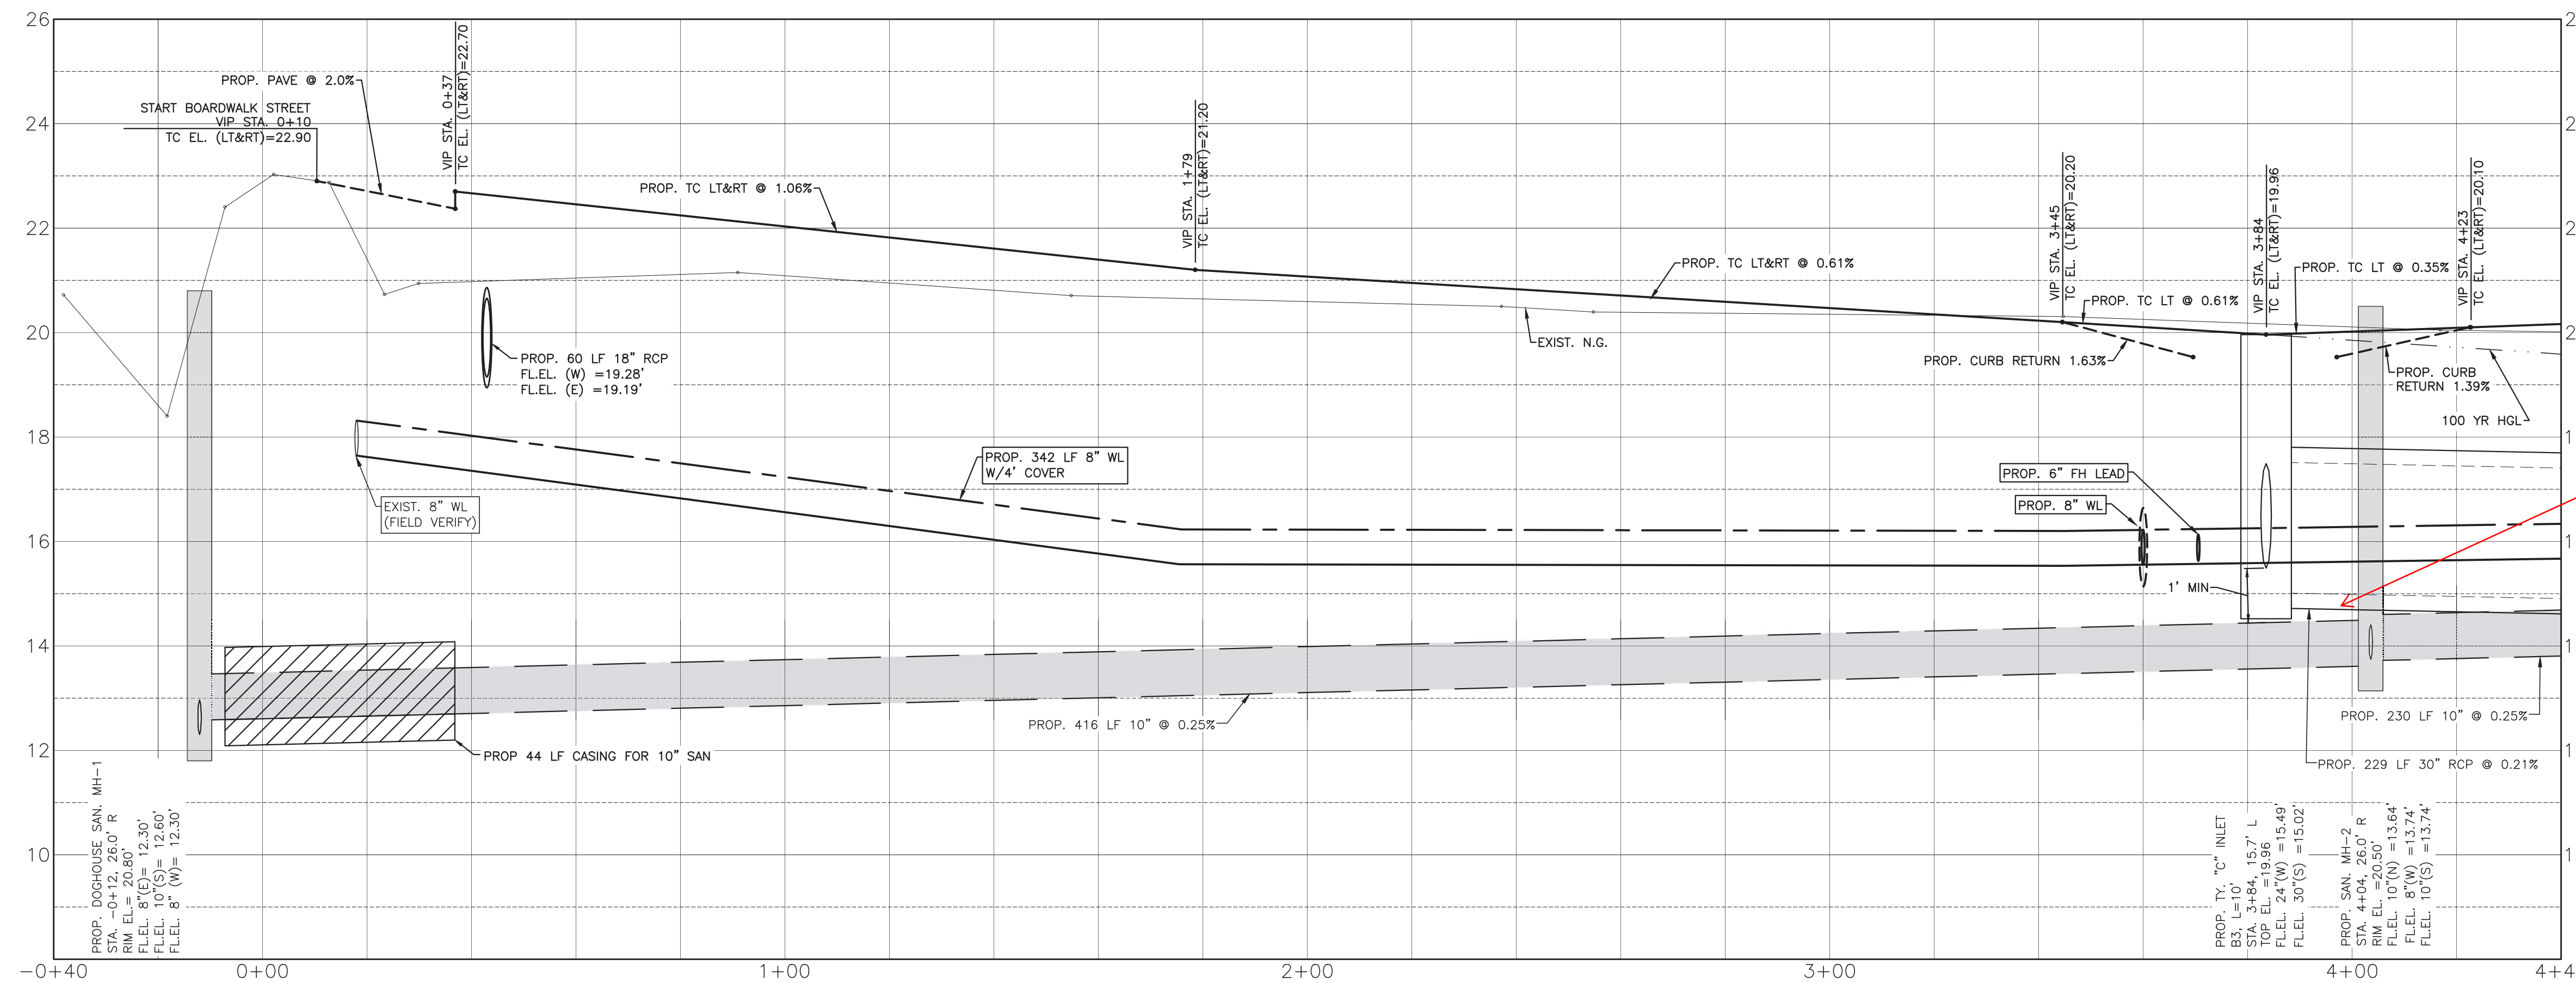 26
24
22
20
18
16
14
12
10
2
2
2
2
1
1
1
1
1
PROP. PAVE @ 2.0%
START BOARDWALK STREET
VIP STA. 0+10
TC EL. (LT&RT)=22.90
VIP STA. 0+37
TC EL. (LT&RT)=22.70
PROP. TC LT&RT @ 1.06%
VIP STA. 1+79
TC EL. (LT&RT)=21.20
PROP. TC LT&RT @ 0.61%
VIP STA. 3+45
TC EL. (LT&RT)=20.20
PROP. TC LT @ 0.61%
VIP STA. 3+84
TC EL. (LT&RT)=19.96
PROP. TC LT @ 0.35%
VIP STA. 4+23
TC EL. (LT&RT)=20.10
EXIST. N.G.
PROP. CURB RETURN 1.63%
PROP. CURB
RETURN 1.39%
100 YR HGL
PROP. 60 LF 18" RCP
FL.EL. (W) =19.28'
FL.EL. (E) =19.19'
PROP. 342 LF 8" WL
W/4' COVER
EXIST. 8" WL
(FIELD VERIFY)
PROP. 6" FH LEAD
PROP. 8" WL
1' MIN
PROP. 416 LF 10" @ 0.25%
PROP 44 LF CASING FOR 10" SAN
PROP. 230 LF 10" @ 0.25%
PROP. 229 LF 30" RCP @ 0.21%
PROP. DOGHOUSE SAN. MH-1
STA. -0+12, 26.0' R
RIM EL.= 20.80'
FL.EL. 8"(E)= 12.30'
FL.EL. 10"(S)= 12.60'
FL.EL. 8" (W)= 12.30'
PROP. TY. "C" INLET
B3, L=10'
STA. 3+84, 15.7' L
TOP EL. =19.96
FL.EL. 24"(W) =15.49'
FL.EL. 30"(S) =15.02'
PROP. SAN. MH-2
STA. 4+04, 26.0' R
RIM EL. =20.50'
FL.EL. 10"(N) =13.64'
FL.EL. 8"(W) =13.74'
FL.EL. 10"(S) =13.74'
-0+40
0+00
1+00
2+00
3+00
4+00
4+4